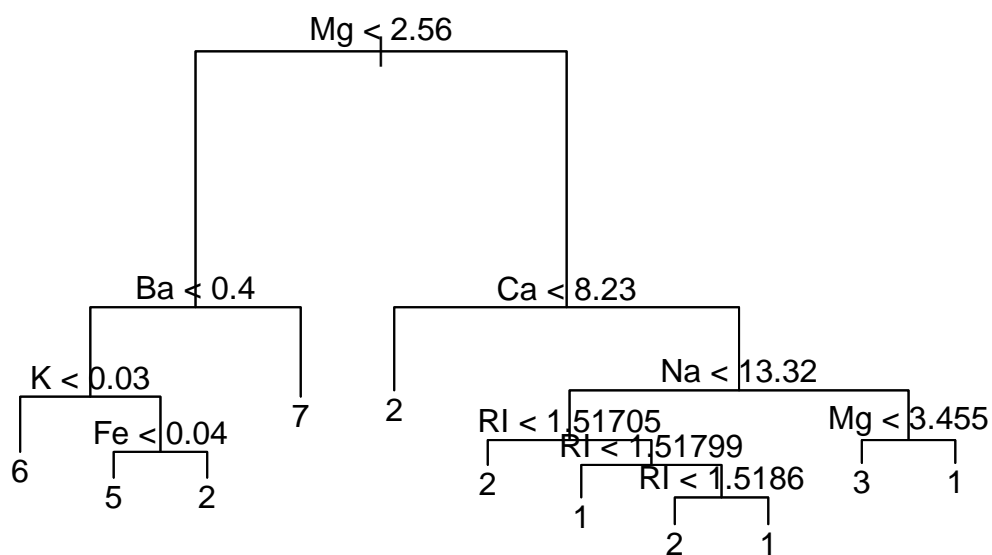 Mg < 2.56
Ba < 0.4
Ca < 8.23
K < 0.03
Na < 13.32
7
2
Fe < 0.04
RI < 1.51705
Mg < 3.455
RI < 1.51799
6
RI < 1.5186
5
2
2
3
1
1
2
1